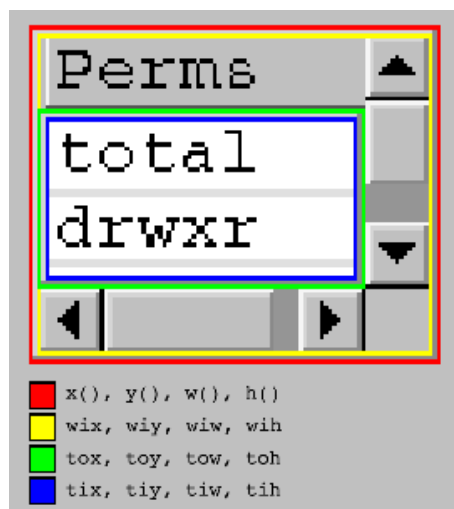 Perms
total
drwxr
x(), y(), w(), h()
wix, wiy, wiw, wih
tox, toy, tow, toh
tix, tiy, tiw, tih